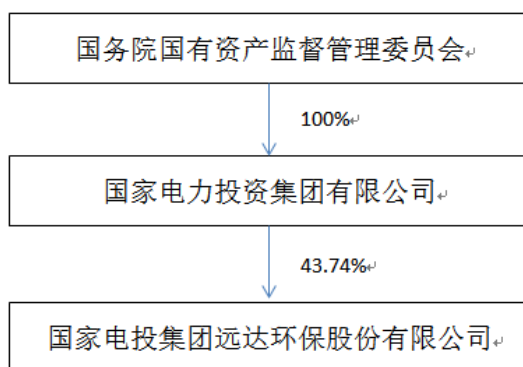 国务院国有资产监督管理委员会
100%
国家电力投资集团有限公司
43.74%
国家电投集团远达环保股份有限公司